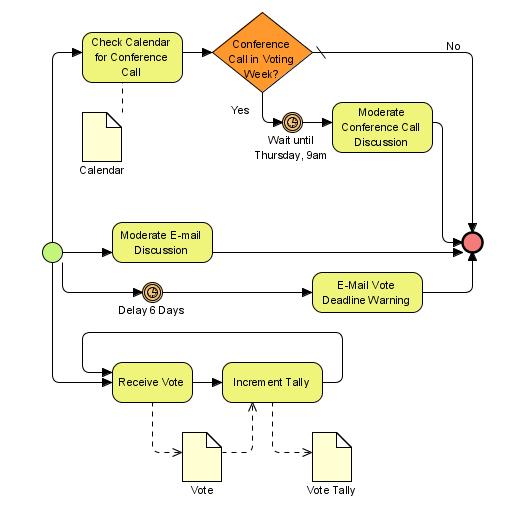 Check Calendar
for Conference
Call
Conference
Call in Voting
Week?
No
Yes
Calendar
Wait until
Thursday, 9am
Moderate
Conference Call
Discussion
Moderate E-mail
Discussion
Delay 6 Days
E-Mail Vote
Deadline Warning
Receive Vote
Increment Tally
Vote
Vote Tally